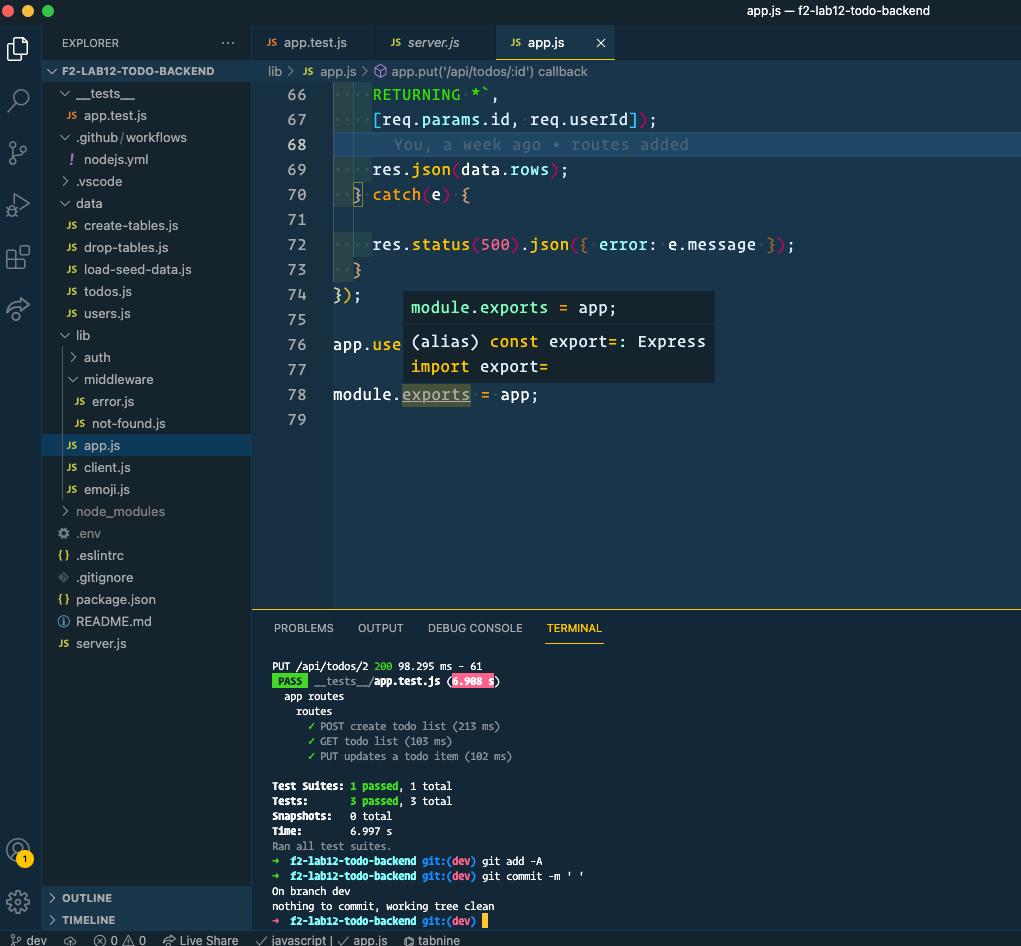 app.js — f2-lab12-todo-backend
EXPLORER ···
F2-LAB12-TODO-BACKEND
__tests__
JS app.test.js
.github/workflows
! nodejs.yml
.vscode
data
JS create-tables.js
JS drop-tables.js
JS load-seed-data.js
JS todos.js
JS users.js
lib
auth
middleware
JS error.js
JS not-found.js
JS app.js
JS client.js
JS emoji.js
node_modules
.env
{} .eslintrc
.gitignore
{} package.json
README.md
JS server.js
1
OUTLINE
TIMELINE
JS app.test.js JS server.js JS app.js ×
lib > JS app.js > app.put('/api/todos/:id') callback
66 RETURNING *`,
67 [req.params.id, req.userId]);
68 You, a week ago • routes added
69 res.json(data.rows);
70 } catch(e) {
71
72 res.status(500).json({ error: e.message });
73 }
74 });
75
76 app.use
77
78 module.exports = app;
79
module.exports = app;
(alias) const export=: Express
import export=
PROBLEMS OUTPUT DEBUG CONSOLE TERMINAL
PUT /api/todos/2 200 98.295 ms - 61
PASS __tests__/app.test.js (6.908 s)
app routes
routes
✓ POST create todo list (213 ms)
✓ GET todo list (103 ms)
✓ PUT updates a todo item (102 ms)
Test Suites: 1 passed, 1 total
Tests: 3 passed, 3 total
Snapshots: 0 total
Time: 6.997 s
Ran all test suites.
→ f2-lab12-todo-backend git:(dev) git add -A
→ f2-lab12-todo-backend git:(dev) git commit -m ' '
On branch dev
nothing to commit, working tree clean
→ f2-lab12-todo-backend git:(dev)
dev 0 0 Live Share ✓ javascript | ✓ app.js tabnine